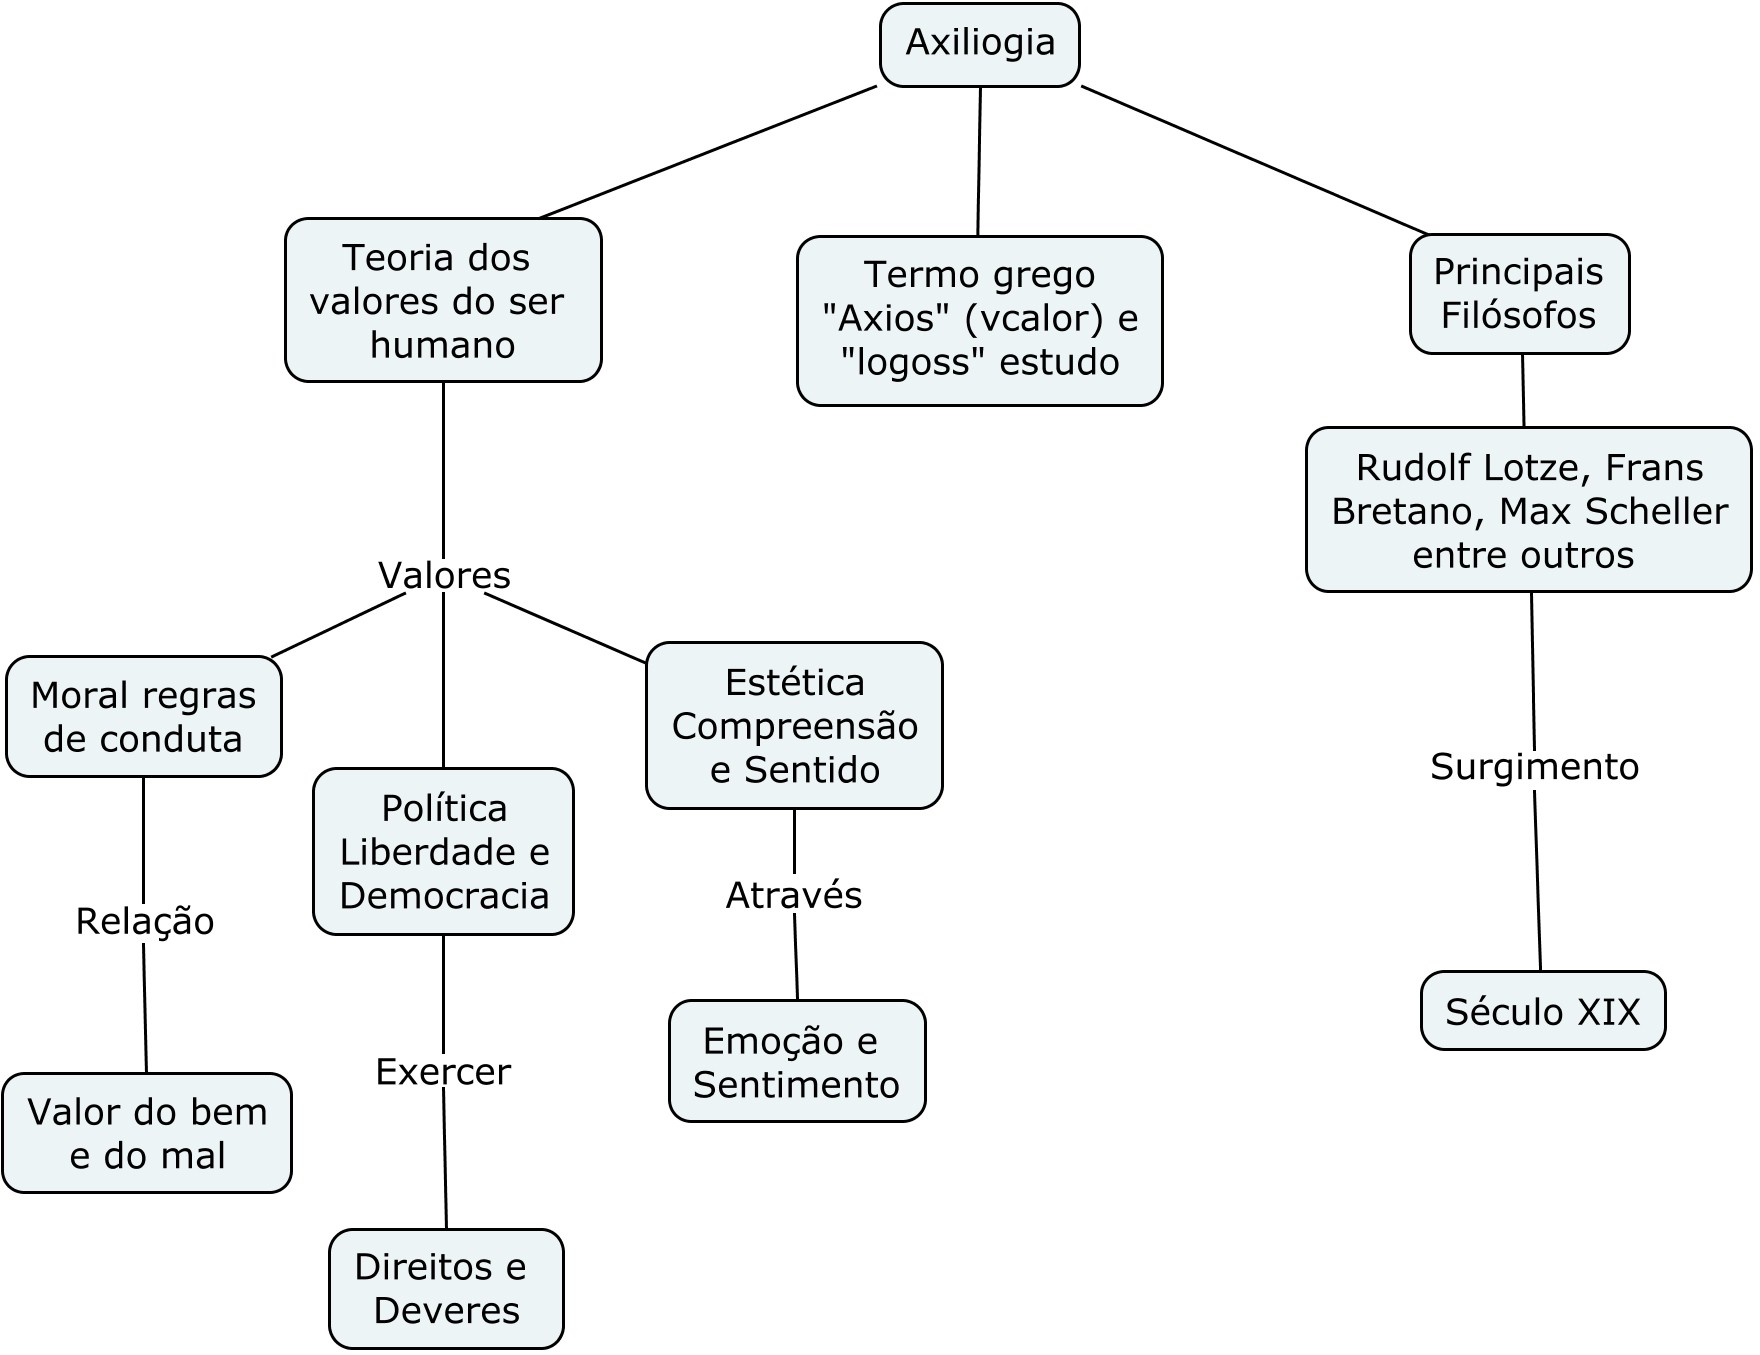 Axiliogia
Teoria dos
valores do ser
humano
Termo grego
"Axios" (vcalor) e
"logoss" estudo
Principais
Filósofos
Rudolf Lotze, Frans
Bretano, Max Scheller
entre outros
Valores
Moral regras
de conduta
Política
Liberdade e
Democracia
Estética
Compreensão
e Sentido
Surgimento
Relação
Através
Exercer
Século XIX
Emoção e
Sentimento
Valor do bem
e do mal
Direitos e
Deveres